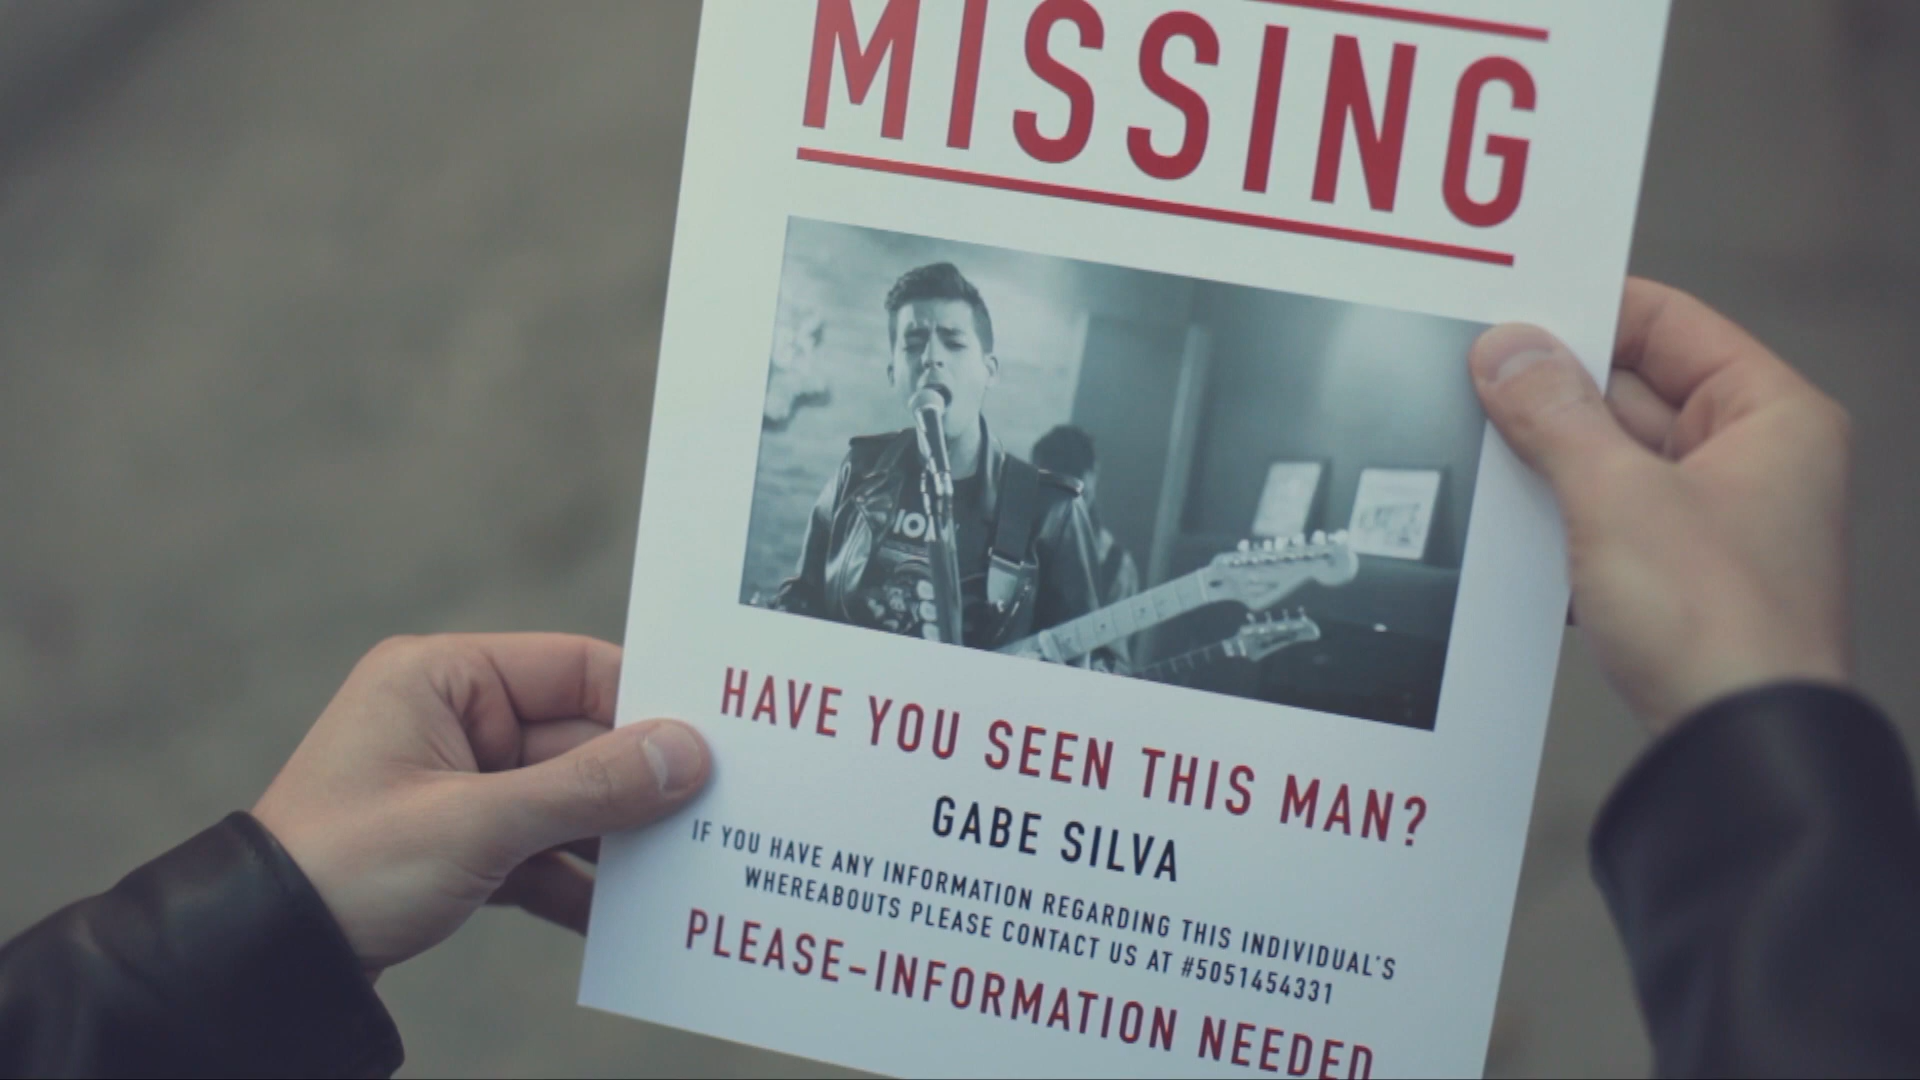 MISSING
HAVE YOU SEEN THIS MAN?
GABE SILVA
IF YOU HAVE ANY INFORMATION REGARDING THIS INDIVIDUAL'S
WHEREABOUTS PLEASE CONTACT US AT #5051454331
PLEASE-INFORMATION NEEDED